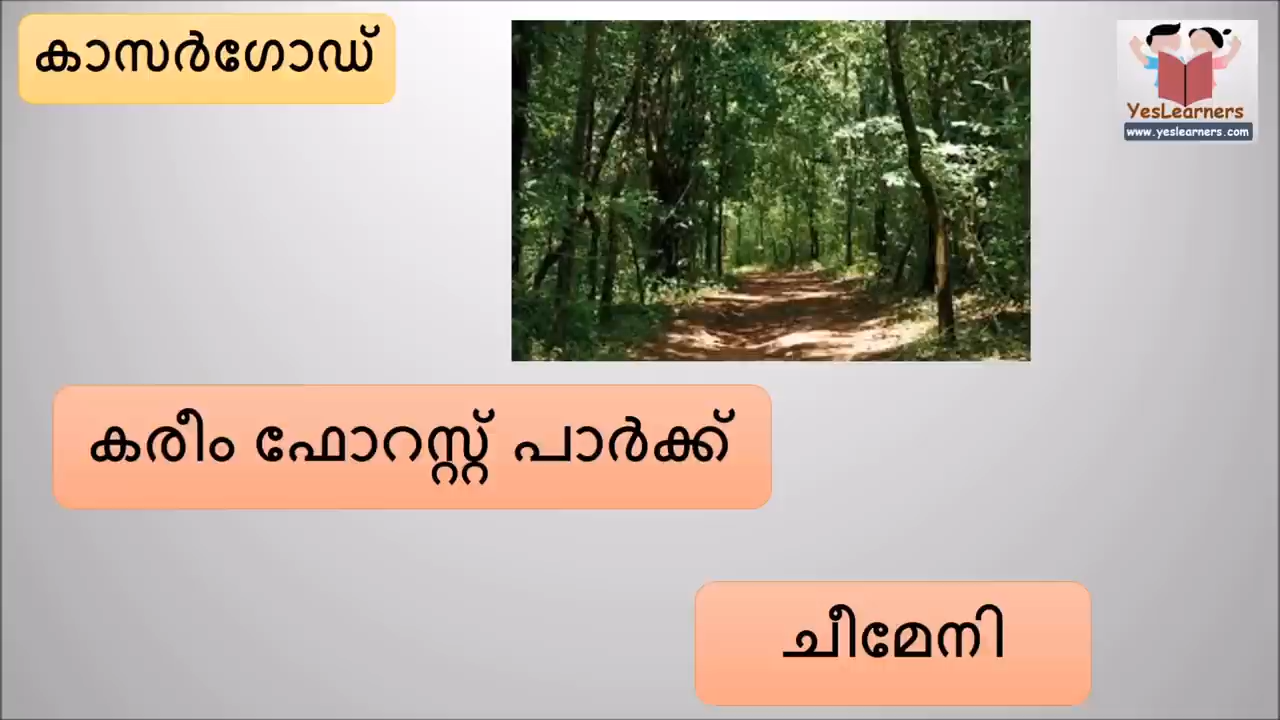 കാസർഗോഡ്
YesLearners
www.yeslearners.com
കരീം ഫോറസ്റ്റ് പാർക്ക്
ചീമേനി